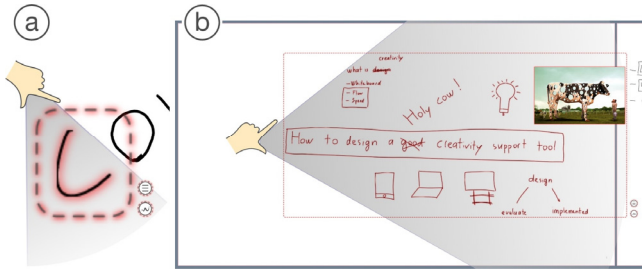 a
b
creativity
what is design
- Whiteboard
- Flow
- Speed
Holy cow!
How to design a good creativity support tool
design
evaluate
implemented